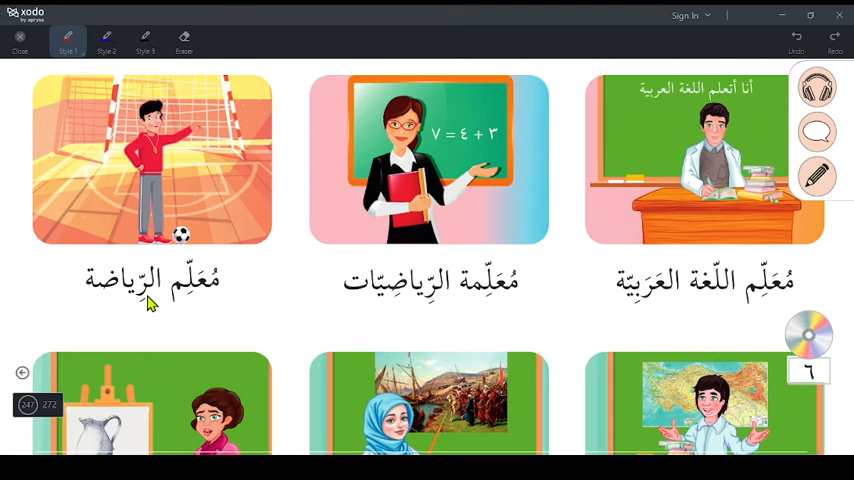 xodo
by apryse
Sign In
Close
Style 1
Style 2
Style 3
Eraser
Undo
Redo
أنا أتعلم اللغة العربية
٣ + ٤ = ٧
مُعَلِّم اللّغة العَرَبِيّة
مُعَلِّمة الرِّياضِيّات
مُعَلِّم الرِّياضة
٦
247 272